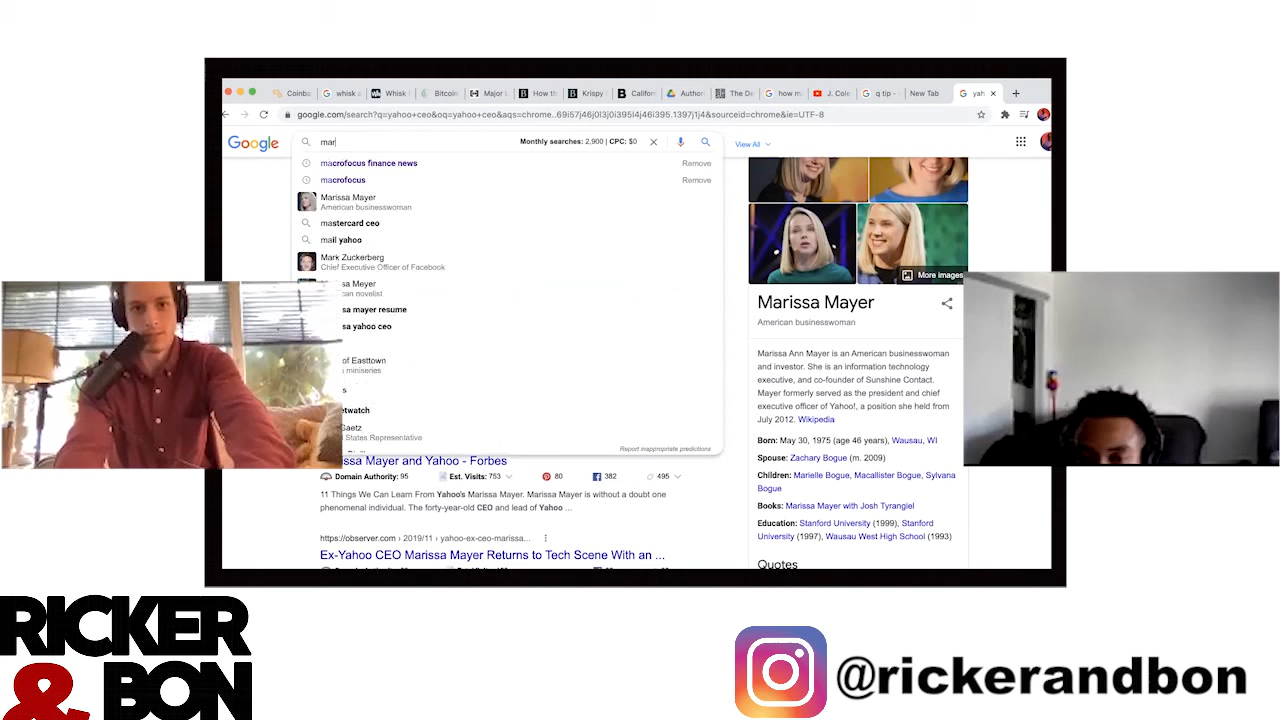 Coinba
whisk a
Whisk
Bitcoin
Major L
How th
Krispy
Californ
Author
The De
how m
J. Cole
q tip -
New Tab
yah
google.com/search?q=yahoo+ceo&oq=yahoo+ceo&aqs=chrome..69i57j46j0l3j0i395l4j46i395.1397j1j4&sourceid=chrome&ie=UTF-8
Google
mar
Monthly searches: 2,900 | CPC: $0
View All
macrofocus finance news
Remove
macrofocus
Remove
Marissa Mayer
American businesswoman
mastercard ceo
mail yahoo
Mark Zuckerberg
Chief Executive Officer of Facebook
sa Meyer
can novelist.
sa mayer resume
sa yahoo ceo
of Easttown
miniseries
s
etwatch
Gaetz
States Representative
Report inappropriate predictions
ssa Mayer and Yahoo - Forbes
Domain Authority: 95
Est. Visits: 753
80
382
495
11 Things We Can Learn From Yahoo's Marissa Mayer. Marissa Mayer is without a doubt one
phenomenal individual. The forty-year-old CEO and lead of Yahoo ...
https://observer.com › 2019/11 › yahoo-ex-ceo-marissa...
Ex-Yahoo CEO Marissa Mayer Returns to Tech Scene With an ...
More images
Marissa Mayer
American businesswoman
Marissa Ann Mayer is an American businesswoman
and investor. She is an information technology
executive, and co-founder of Sunshine Contact.
Mayer formerly served as the president and chief
executive officer of Yahoo!, a position she held from
July 2012. Wikipedia
Born: May 30, 1975 (age 46 years), Wausau, WI
Spouse: Zachary Bogue (m. 2009)
Children: Marielle Bogue, Macallister Bogue, Sylvana
Bogue
Books: Marissa Mayer with Josh Tyrangiel
Education: Stanford University (1999), Stanford
University (1997), Wausau West High School (1993)
Quotes
RICKER
& BON
@rickerandbon